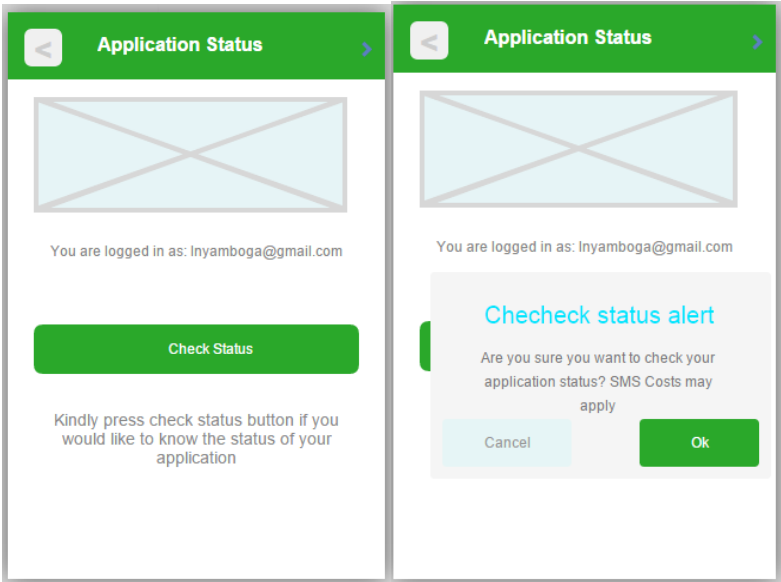 Application Status
You are logged in as: lnyamboga@gmail.com
Check Status
Kindly press check status button if you
would like to know the status of your
application
Application Status
You are logged in as: lnyamboga@gmail.com
Checheck status alert
Are you sure you want to check your
application status? SMS Costs may
apply
Cancel
Ok